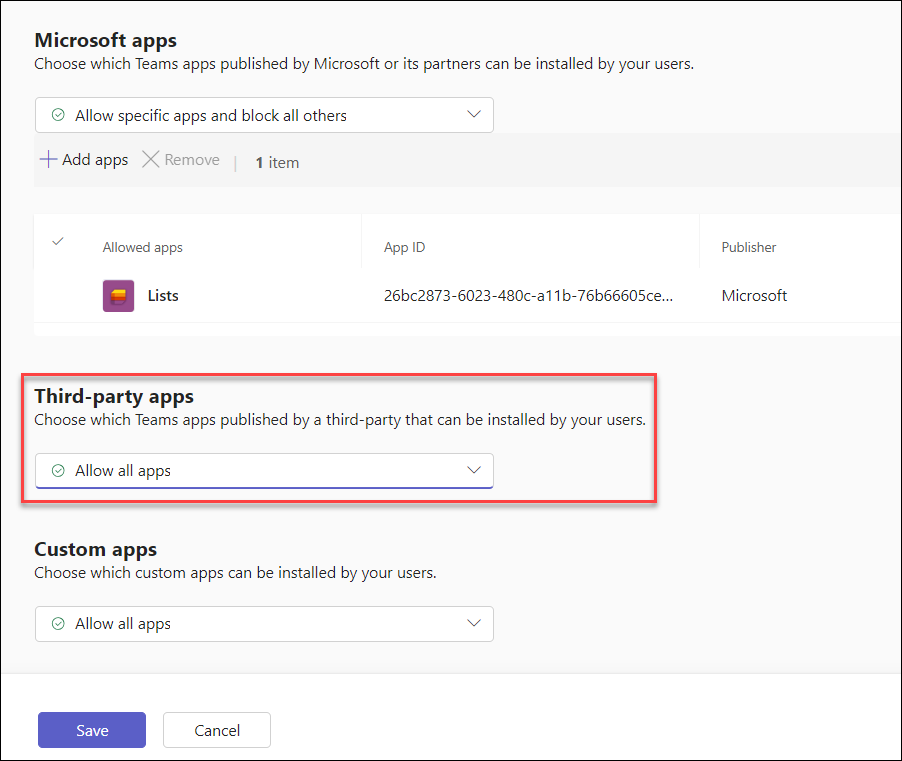 Microsoft apps
Choose which Teams apps published by Microsoft or its partners can be installed by your users.
Allow specific apps and block all others
Add apps Remove | 1 item
Allowed apps App ID Publisher
Lists 26bc2873-6023-480c-a11b-76b66605ce... Microsoft
Third-party apps
Choose which Teams apps published by a third-party that can be installed by your users.
Allow all apps
Custom apps
Choose which custom apps can be installed by your users.
Allow all apps
Save Cancel